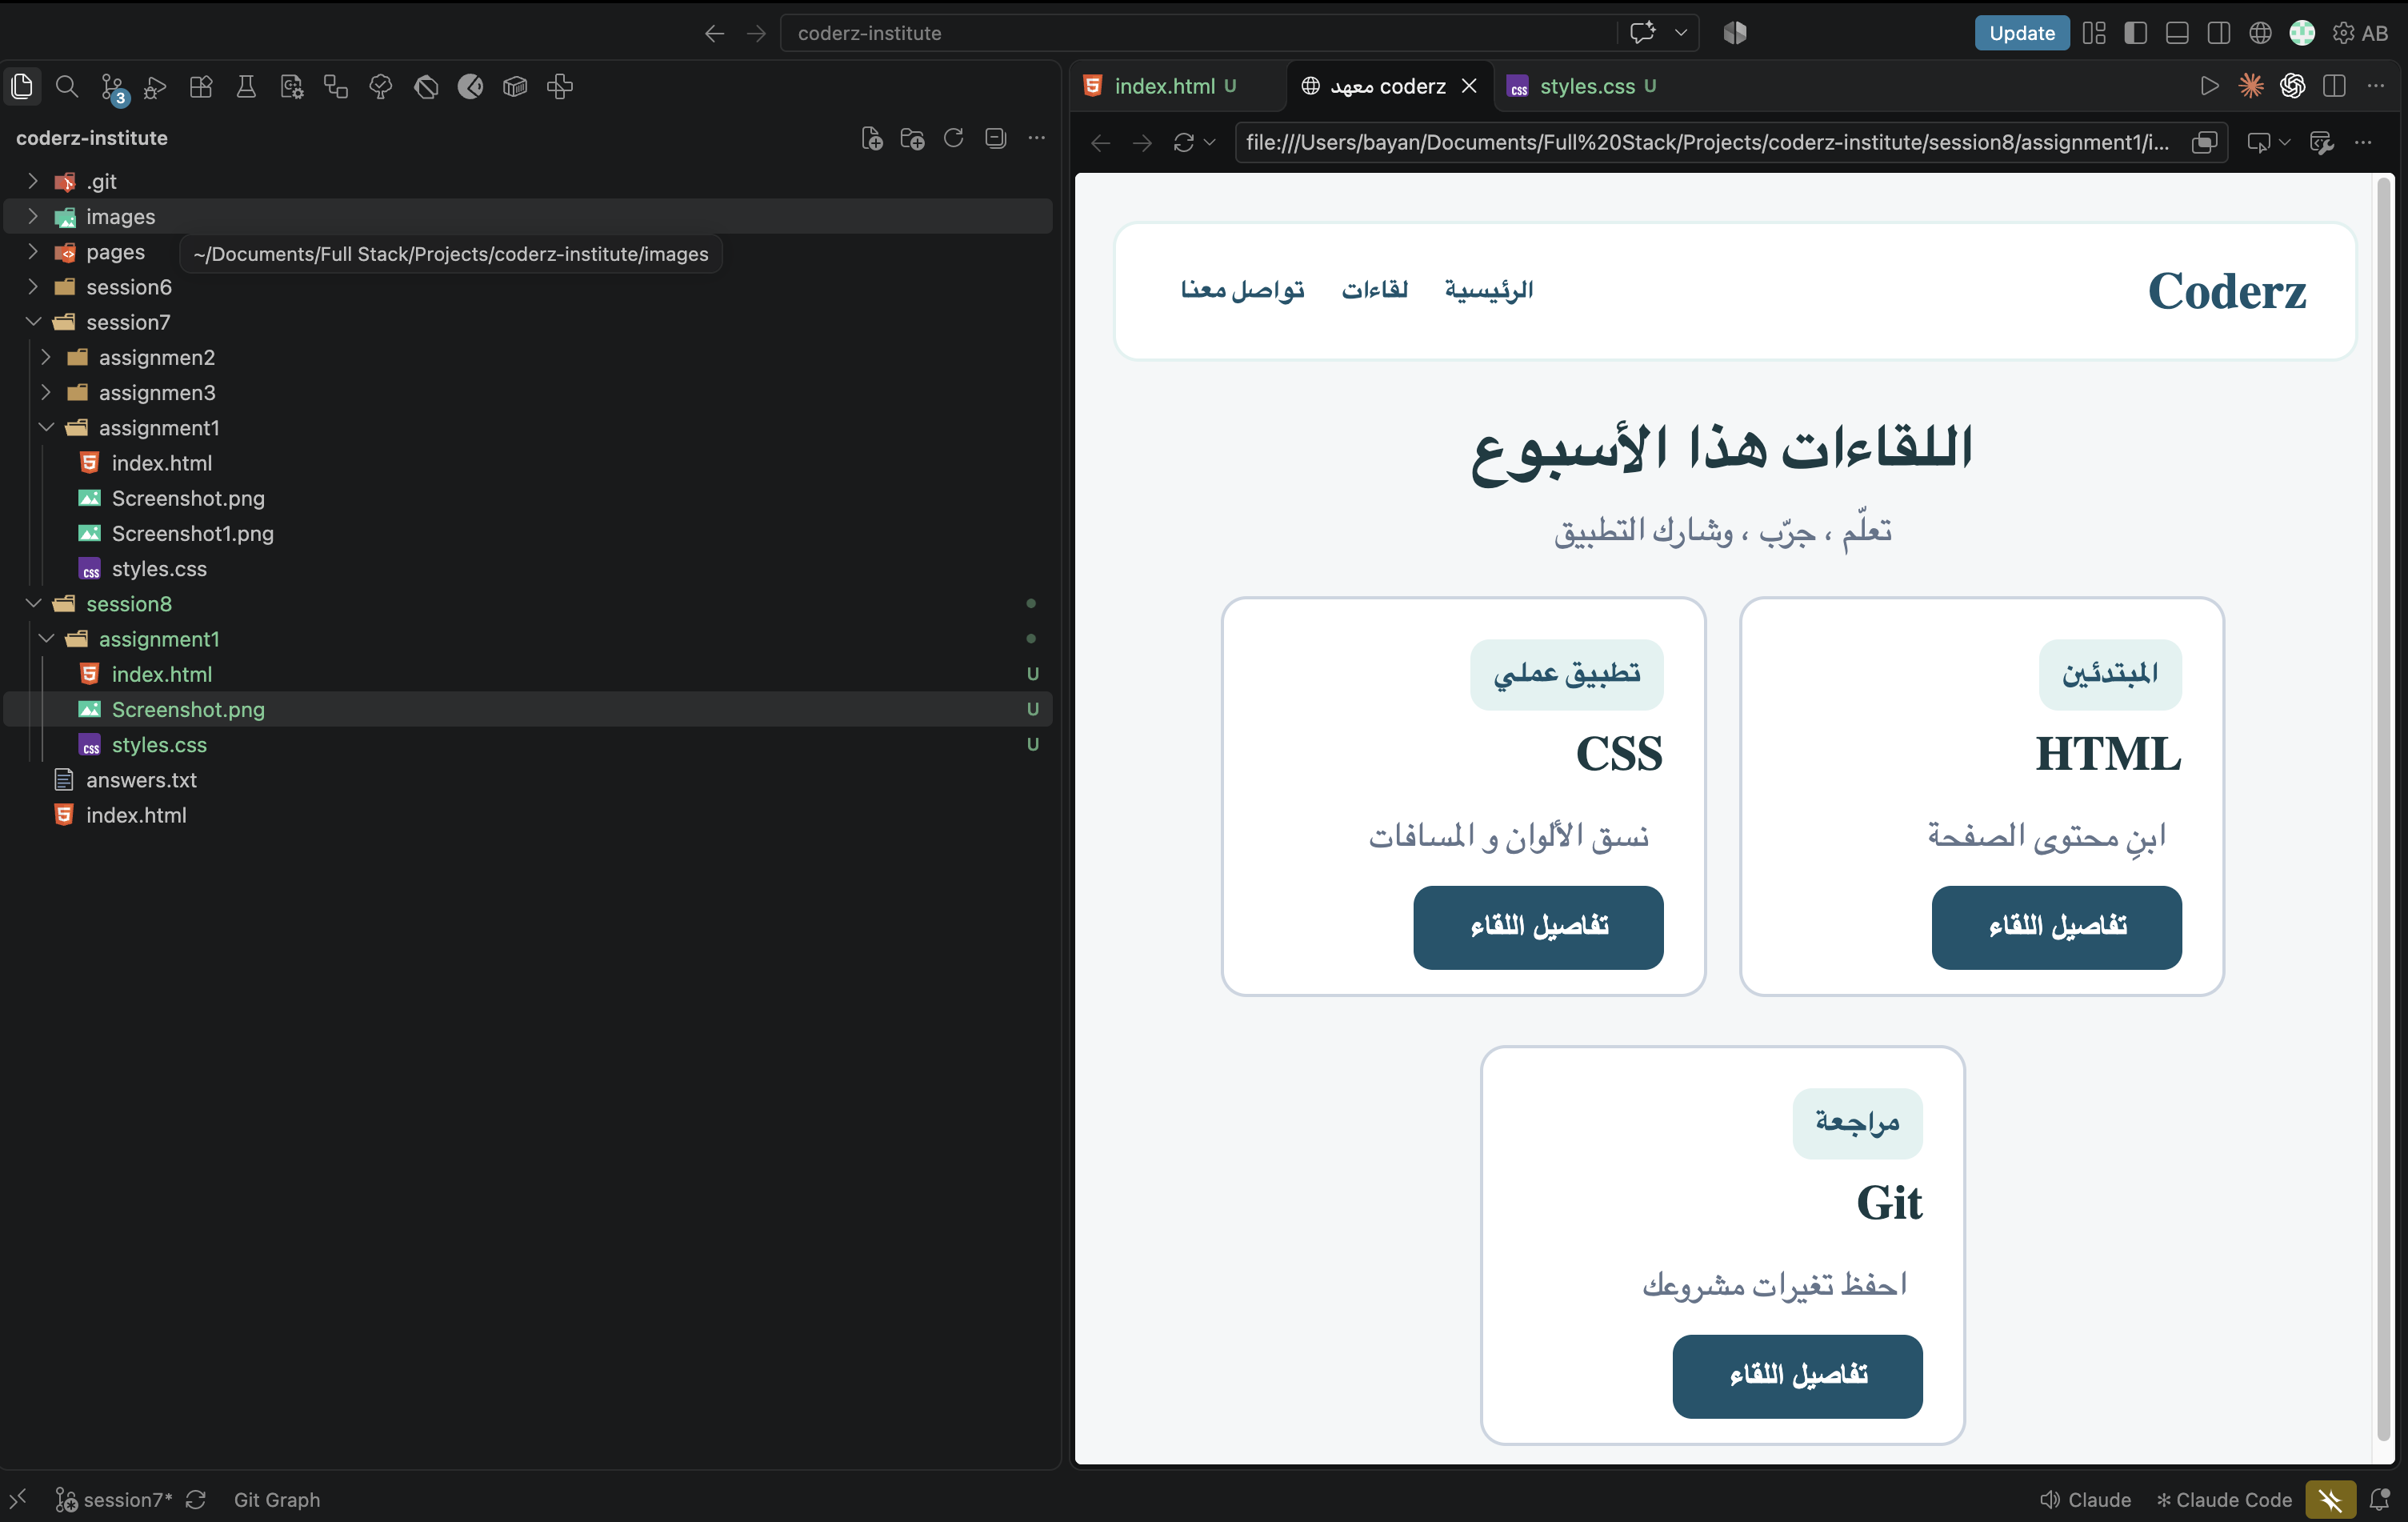 coderz-institute
Update
AB
3
coderz-institute
.git
images
pages
~/Documents/Full Stack/Projects/coderz-institute/images
session6
session7
assignmen2
assignmen3
assignment1
index.html
Screenshot.png
Screenshot1.png
styles.css
session8
assignment1
index.html U
Screenshot.png U
styles.css U
answers.txt
index.html
index.html U
معهد coderz
styles.css U
file:///Users/bayan/Documents/Full%20Stack/Projects/coderz-institute/session8/assignment1/i...
Coderz
الرئيسية لقاءات تواصل معنا
اللقاءات هذا الأسبوع
تعلّم ، جرّب ، وشارك التطبيق
المبتدئين
HTML
ابنِ محتوى الصفحة
تفاصيل اللقاء
تطبيق عملي
CSS
نسق الألوان و المسافات
تفاصيل اللقاء
مراجعة
Git
احفظ تغيرات مشروعك
تفاصيل اللقاء
session7* Git Graph
Claude Claude Code